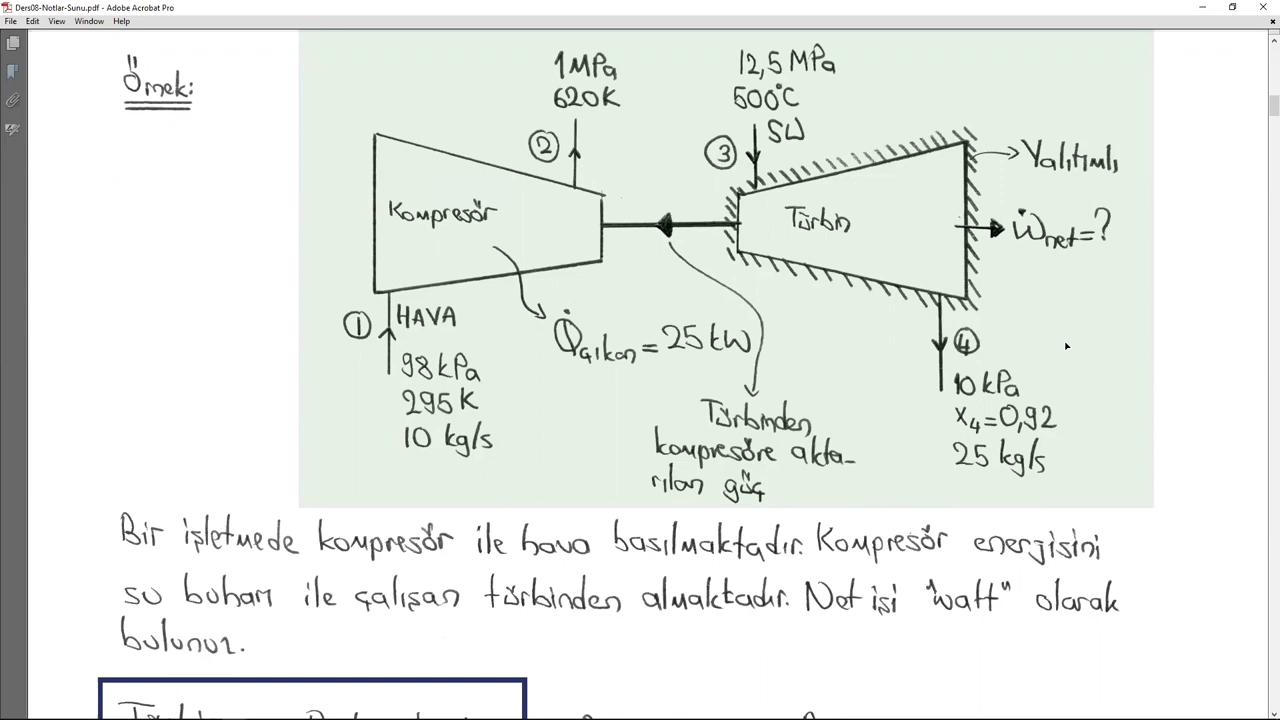 Ders08-Notlar-Sunu.pdf - Adobe Acrobat Pro
File Edit View Window Help
Örnek:
1 MPa
620K
12,5 MPa
500°C
SU
②
③
Yalıtımlı
Kompresör
Türbin
Ẇnet=?
①
HAVA
98 kPa
295 K
10 kg/s
Q̇çıkan = 25 kW
④
10 kPa
x4=0,92
25 kg/s
Türbinden
kompresöre akta-
rılan güç
Bir işletmede kompresör ile hava basılmaktadır. Kompresör enerjisini
su buharı ile çalışan türbinden almaktadır. Net işi "watt" olarak
bulunuz.